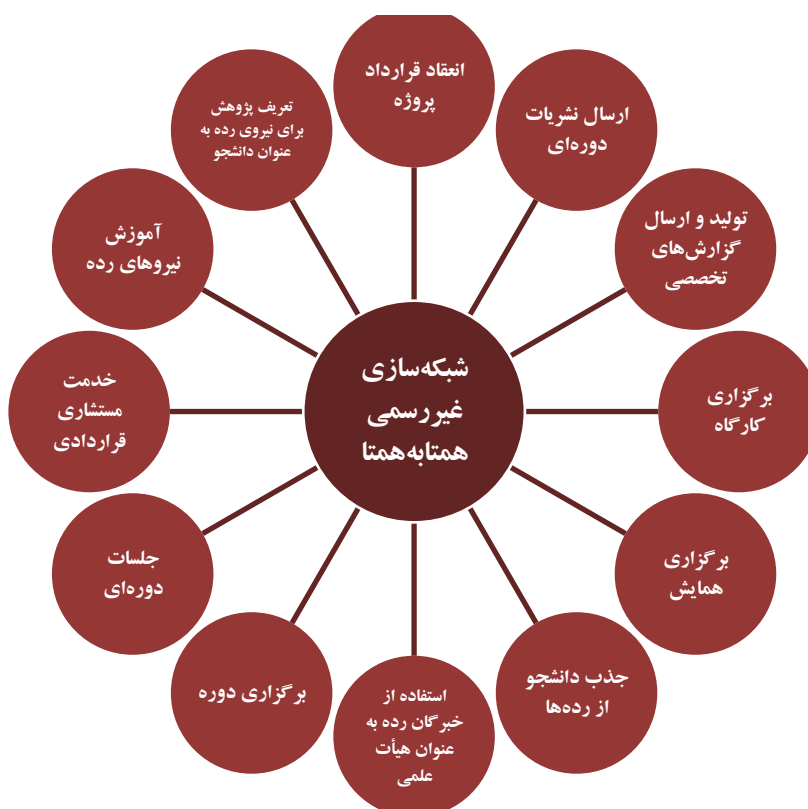 شبکه‌سازی
غیررسمی
همتابه‌همتا
انعقاد قرارداد
پروژه
ارسال نشریات
دوره‌ای
تولید و ارسال
گزارش‌های
تخصصی
برگزاری
کارگاه
برگزاری
همایش
جذب دانشجو
از رده‌ها
استفاده از
خبرگان رده به
عنوان هیأت
علمی
برگزاری دوره
جلسات
دوره‌ای
خدمت
مستشاری
قراردادی
آموزش
نیروهای رده
تعریف پژوهش
برای نیروی رده به
عنوان دانشجو